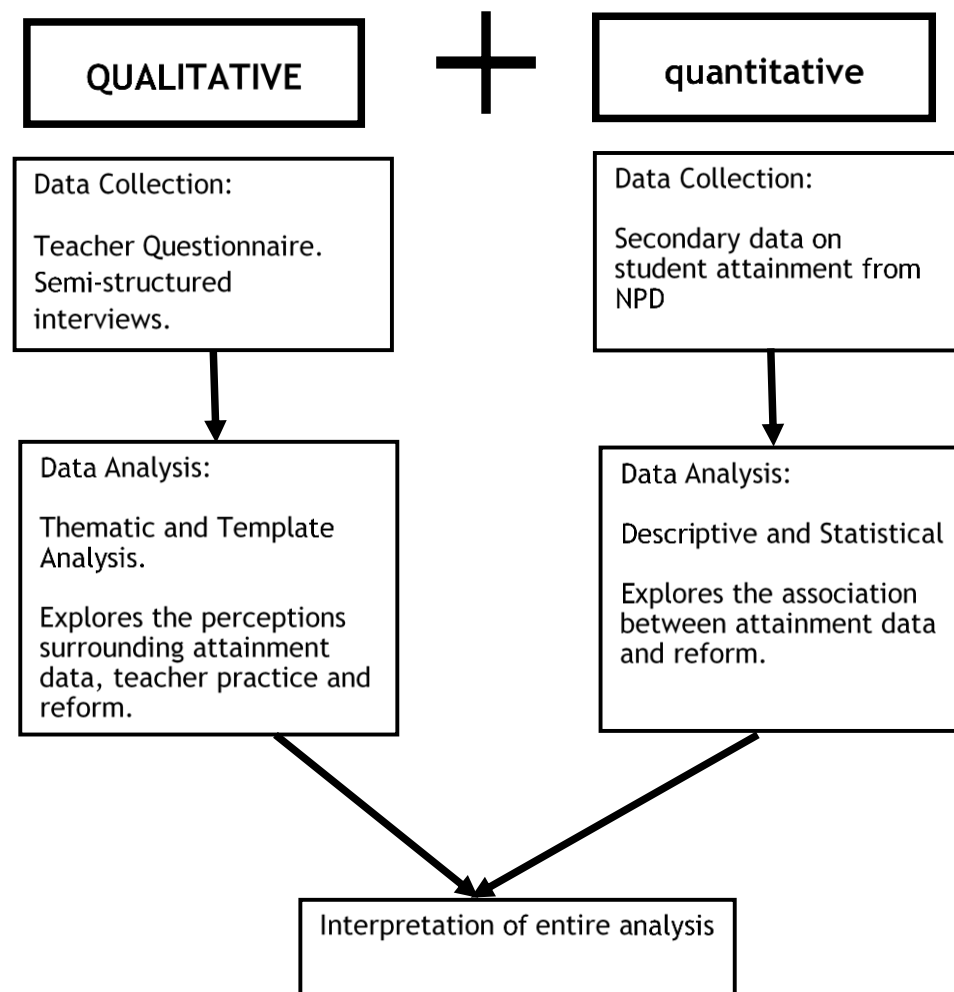 QUALITATIVE
quantitative
Data Collection:
Teacher Questionnaire.
Semi-structured
interviews.
Data Collection:
Secondary data on
student attainment from
NPD
Data Analysis:
Thematic and Template
Analysis.
Explores the perceptions
surrounding attainment
data, teacher practice and
reform.
Data Analysis:
Descriptive and Statistical
Explores the association
between attainment data
and reform.
Interpretation of entire analysis